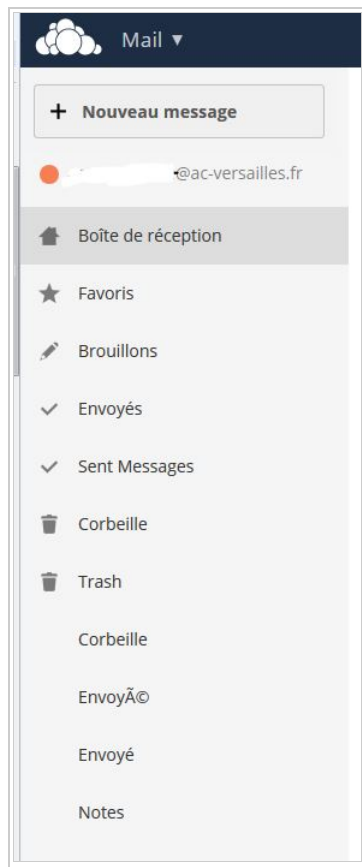 Mail ▼
+ Nouveau message
@ac-versailles.fr
Boîte de réception
Favoris
Brouillons
Envoyés
Sent Messages
Corbeille
Trash
Corbeille
EnvoyÃ©
Envoyé
Notes